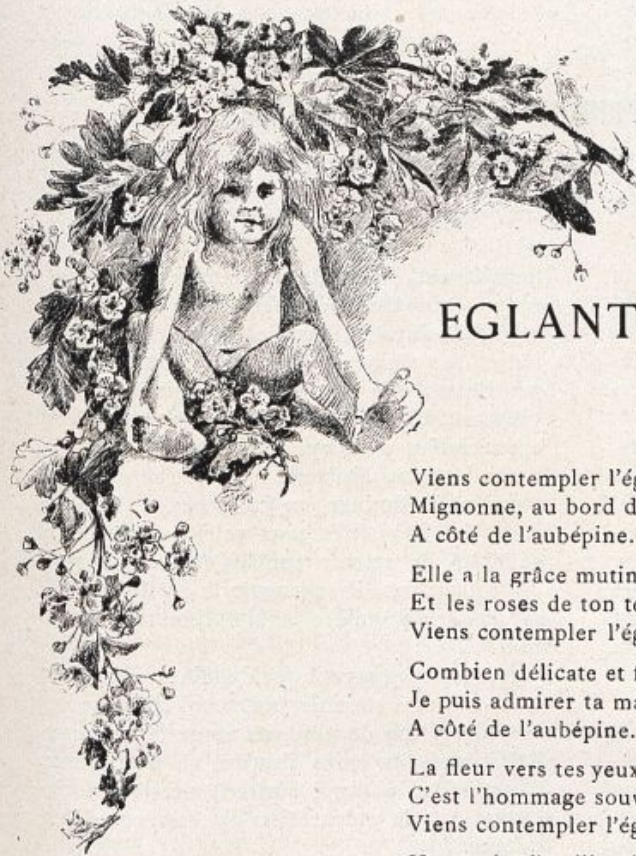 EGLANT
Viens contempler l'ég
Mignonne, au bord d
A côté de l'aubépine.
Elle a la grâce mutin
Et les roses de ton te
Viens contempler l'ég
Combien délicate et f
Je puis admirer ta ma
A côté de l'aubépine.
La fleur vers tes yeux
C'est l'hommage souv
Viens contempler l'ég